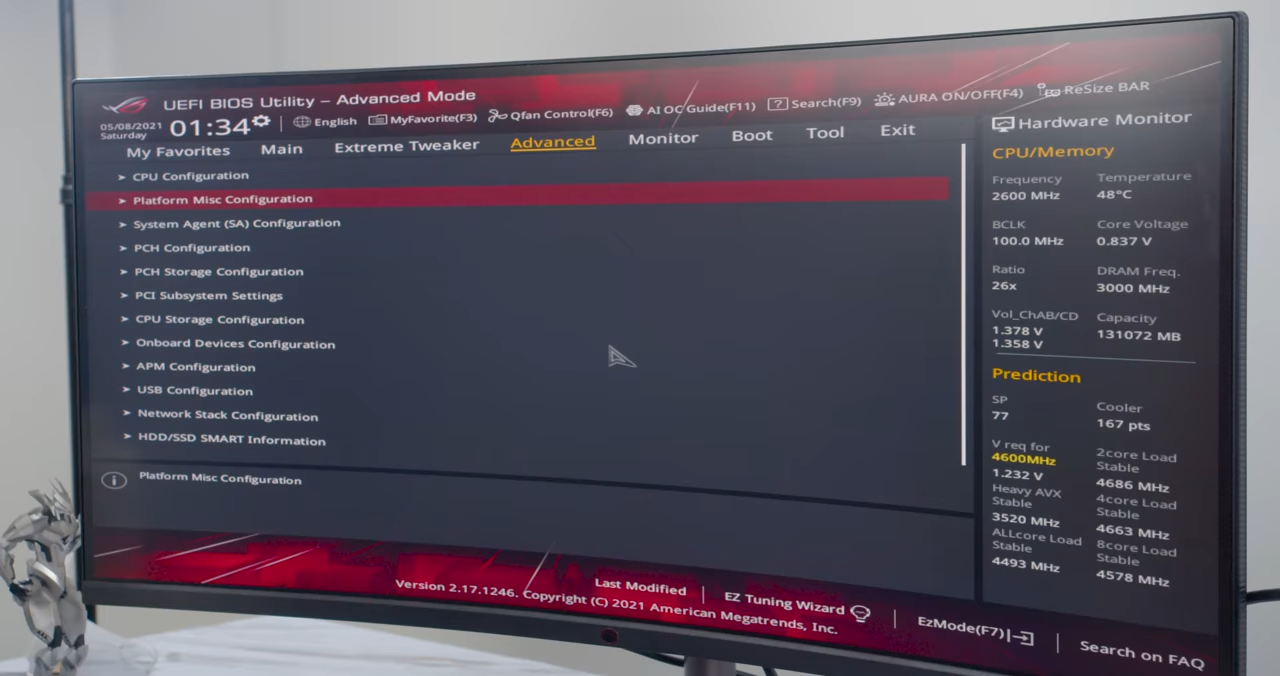 UEFI BIOS Utility – Advanced Mode
05/08/2021
Saturday
01:34
English
MyFavorite(F3)
Qfan Control(F6)
AI OC Guide(F11)
Search(F9)
AURA ON/OFF(F4)
ReSize BAR
My Favorites
Main
Extreme Tweaker
Advanced
Monitor
Boot
Tool
Exit
CPU Configuration
Platform Misc Configuration
System Agent (SA) Configuration
PCH Configuration
PCH Storage Configuration
PCI Subsystem Settings
CPU Storage Configuration
Onboard Devices Configuration
APM Configuration
USB Configuration
Network Stack Configuration
HDD/SSD SMART Information
Platform Misc Configuration
Hardware Monitor
CPU/Memory
Frequency Temperature
2600 MHz 48°C
BCLK Core Voltage
100.0 MHz 0.837 V
Ratio DRAM Freq.
26x 3000 MHz
Vol_ChAB/CD Capacity
1.378 V 131072 MB
1.358 V
Prediction
SP Cooler
77 167 pts
V req for 2core Load
4600MHz Stable
1.232 V 4686 MHz
Heavy AVX 4core Load
Stable Stable
3520 MHz 4663 MHz
ALLcore Load 8core Load
Stable Stable
4493 MHz 4578 MHz
Last Modified
EZ Tuning Wizard
EzMode(F7)
Search on FAQ
Version 2.17.1246. Copyright (C) 2021 American Megatrends, Inc.